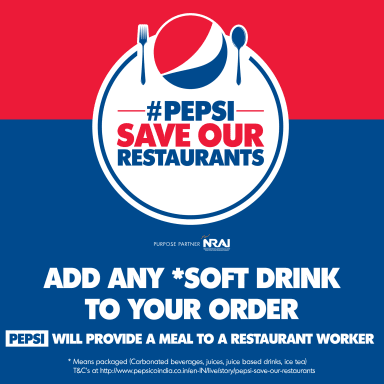 #PEPSI
SAVE OUR
RESTAURANTS
PURPOSE PARTNER NRAI
ADD ANY *SOFT DRINK
TO YOUR ORDER
PEPSI WILL PROVIDE A MEAL TO A RESTAURANT WORKER
* Means packaged (Carbonated beverages, juices, juice based drinks, ice tea)
T&C's at http://www.pepsicoindia.co.in/en-IN/live/story/pepsi-save-our-restaurants